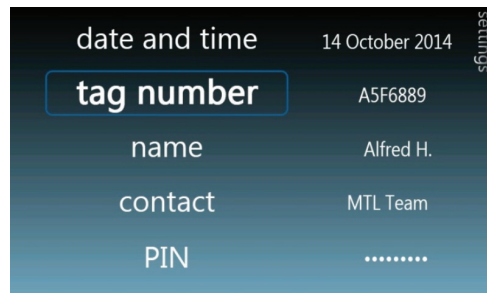 settings
date and time 14 October 2014
tag number A5F6889
name Alfred H.
contact MTL Team
PIN •••••••••